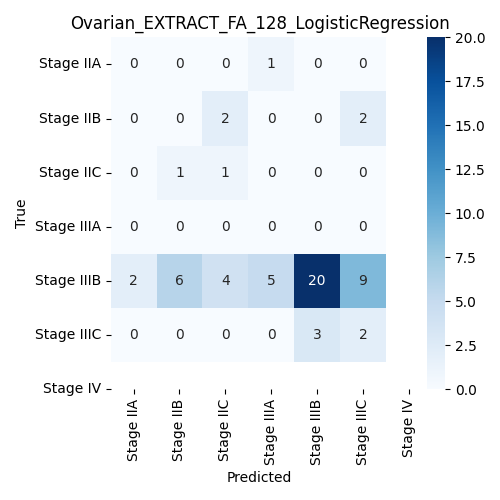 Ovarian_EXTRACT_FA_128_LogisticRegression
True
Stage IIA 0 0 0 1 0 0
Stage IIB 0 0 2 0 0 2
Stage IIC 0 1 1 0 0 0
Stage IIIA 0 0 0 0 0 0
Stage IIIB 2 6 4 5 20 9
Stage IIIC 0 0 0 0 3 2
Stage IV
Stage IIA Stage IIB Stage IIC Stage IIIA Stage IIIB Stage IIIC Stage IV
Predicted
20.0
17.5
15.0
12.5
10.0
7.5
5.0
2.5
0.0